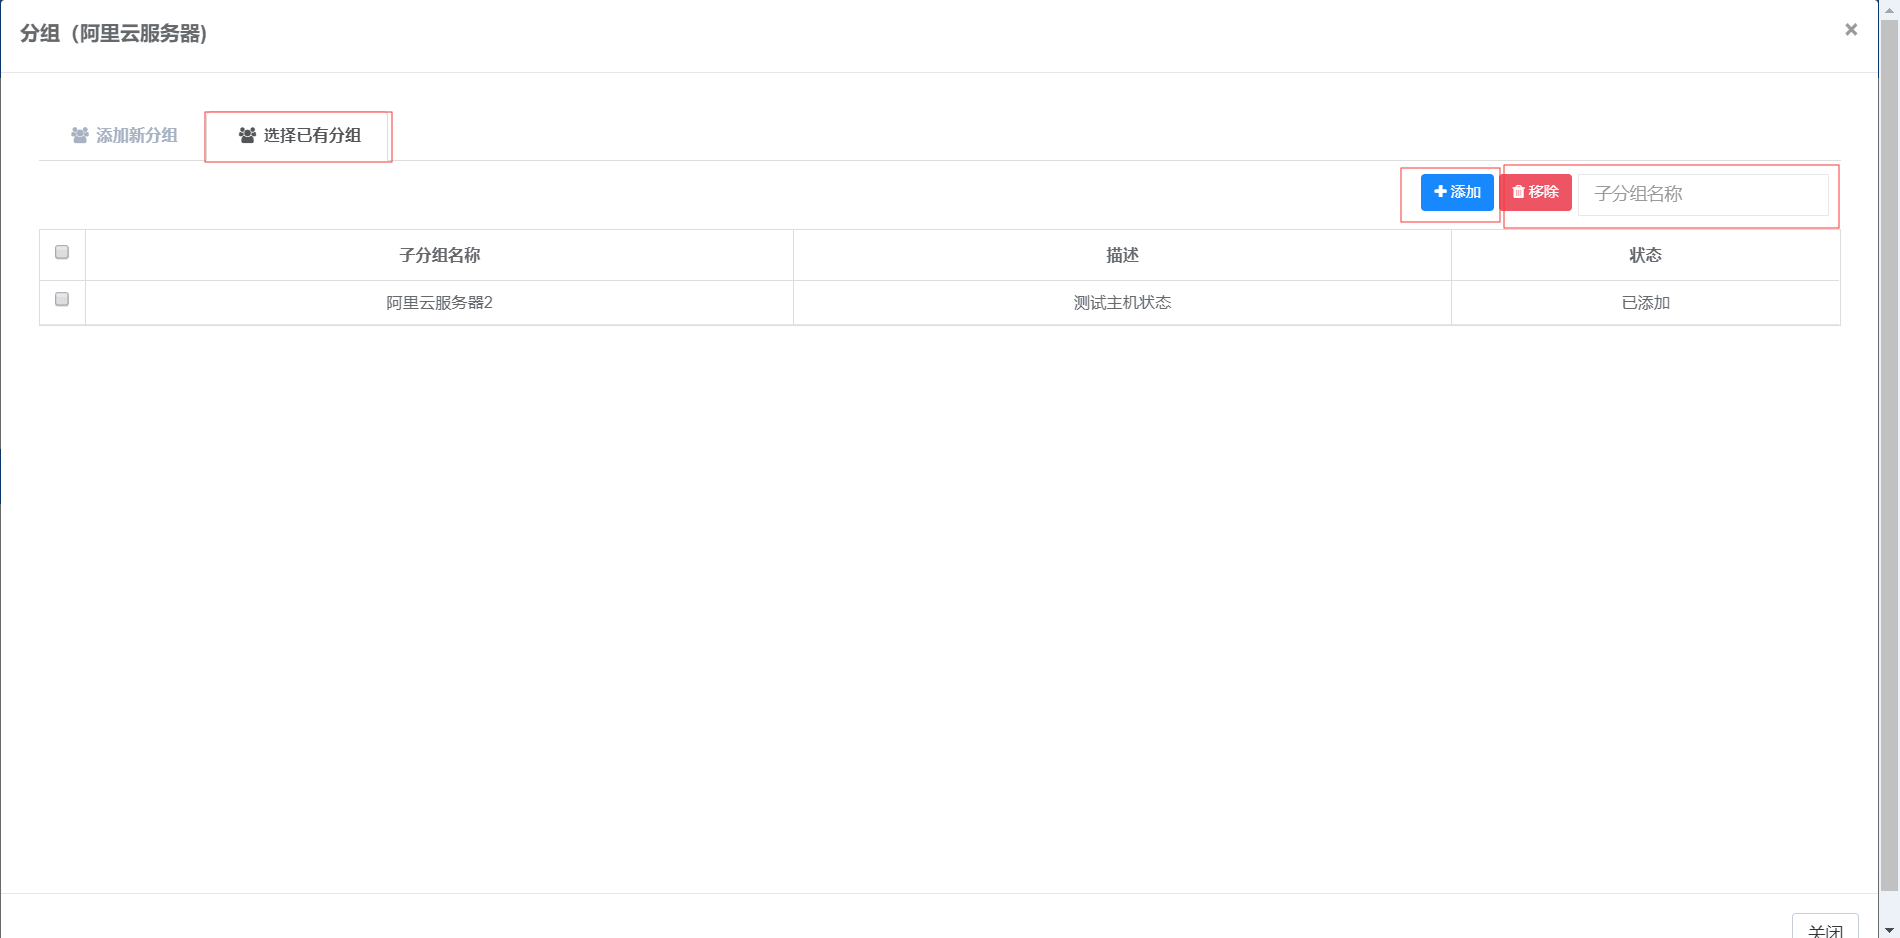 分组（阿里云服务器)
添加新分组 选择已有分组
添加 移除 子分组名称
子分组名称 描述 状态
阿里云服务器2 测试主机状态 已添加
关闭